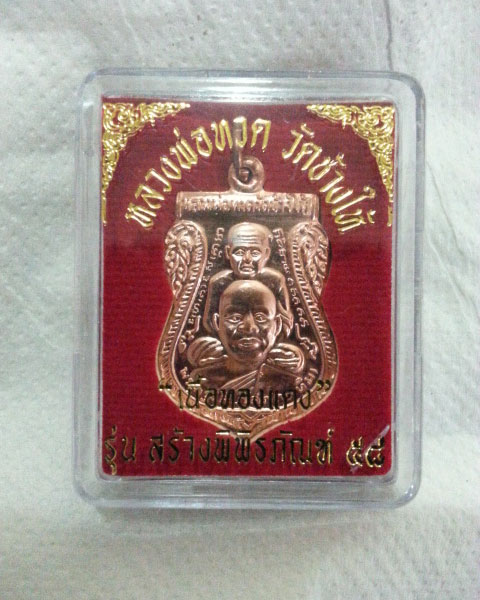 หลวงพ่อทวด วัดช้างให้
“เนื้อทองแดง”
รุ่น สร้างพิพิธภัณฑ์ ๕๘